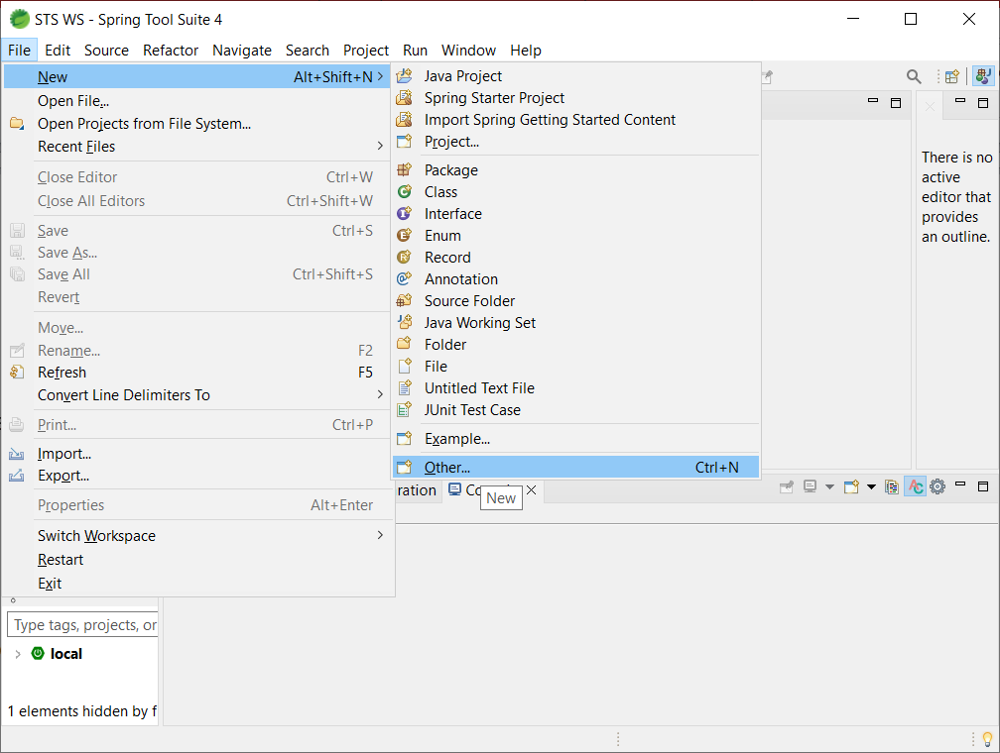 STS WS - Spring Tool Suite 4
File Edit Source Refactor Navigate Search Project Run Window Help
New Alt+Shift+N
Open File...
Open Projects from File System...
Recent Files
Close Editor Ctrl+W
Close All Editors Ctrl+Shift+W
Save Ctrl+S
Save As...
Save All Ctrl+Shift+S
Revert
Move...
Rename... F2
Refresh F5
Convert Line Delimiters To
Print... Ctrl+P
Import...
Export...
Properties Alt+Enter
Switch Workspace
Restart
Exit
Java Project
Spring Starter Project
Import Spring Getting Started Content
Project...
Package
Class
Interface
Enum
Record
Annotation
Source Folder
Java Working Set
Folder
File
Untitled Text File
JUnit Test Case
Example...
Other... Ctrl+N
New
There is no
active
editor that
provides
an outline.
ration
Type tags, projects, or
local
1 elements hidden by f